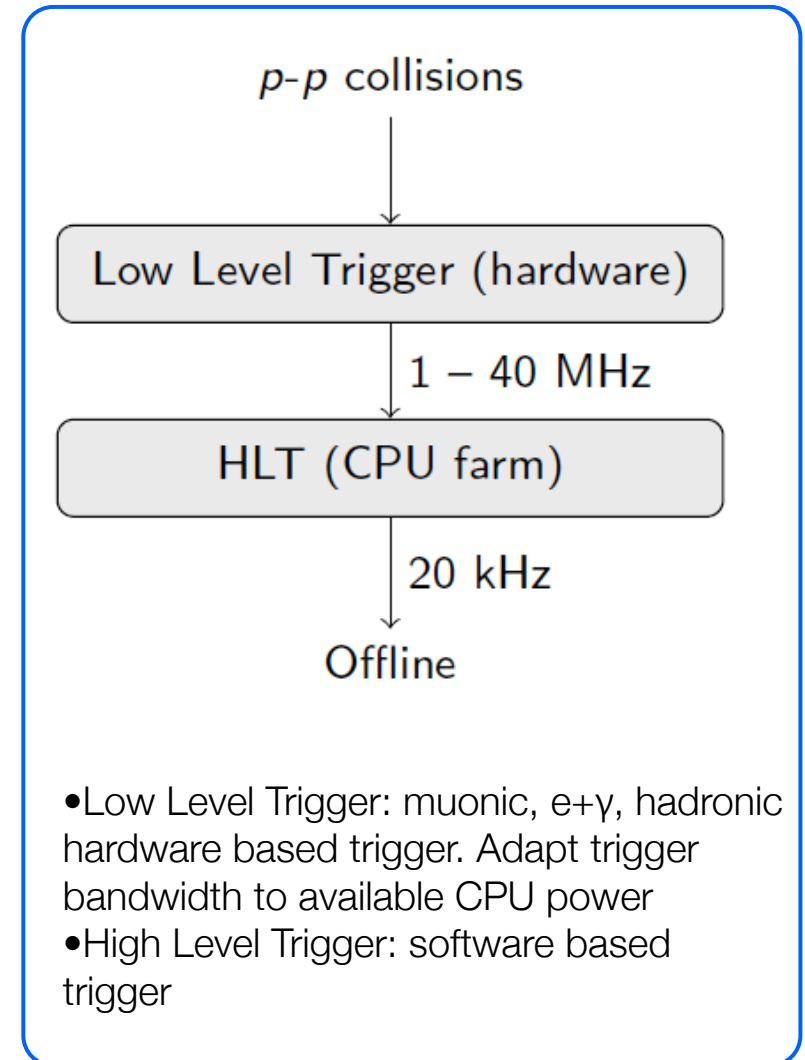 p-p collisions
Low Level Trigger (hardware)
1 – 40 MHz
HLT (CPU farm)
20 kHz
Offline
•Low Level Trigger: muonic, e+γ, hadronic
hardware based trigger. Adapt trigger
bandwidth to available CPU power
•High Level Trigger: software based
trigger